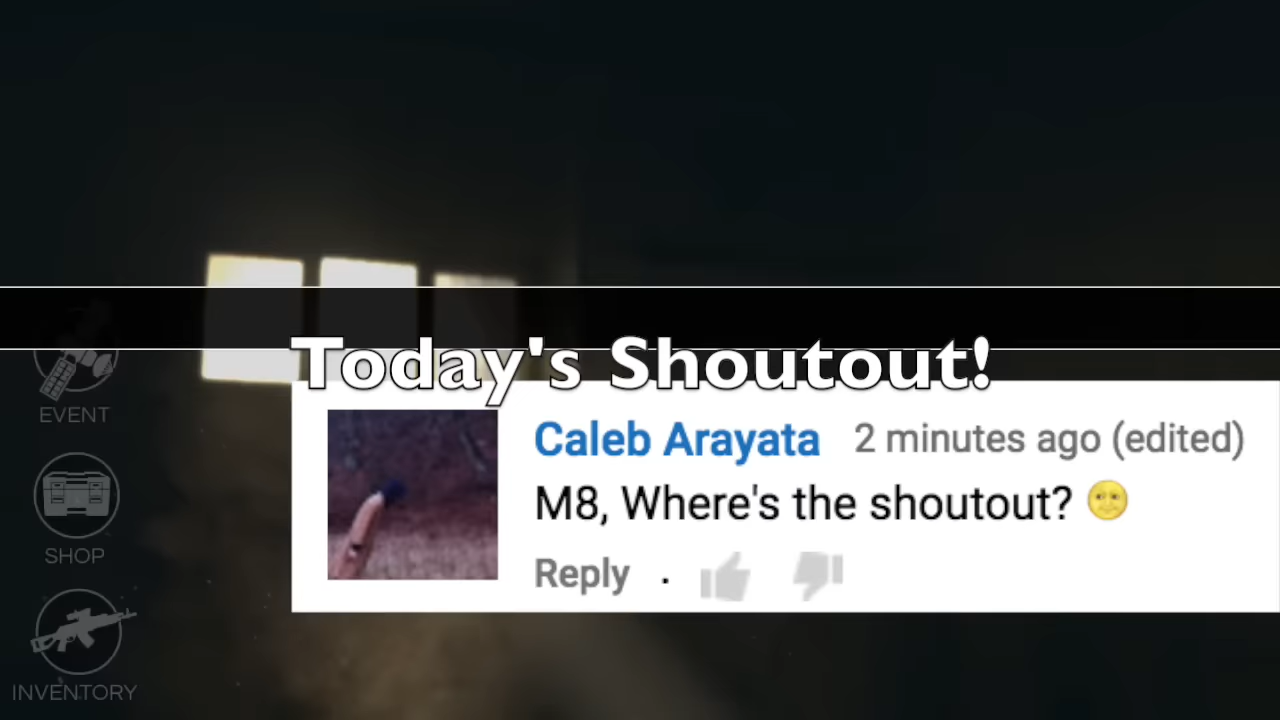 Today's Shoutout!
Caleb Arayata 2 minutes ago (edited)
M8, Where's the shoutout? 🌝
Reply .
EVENT
SHOP
INVENTORY